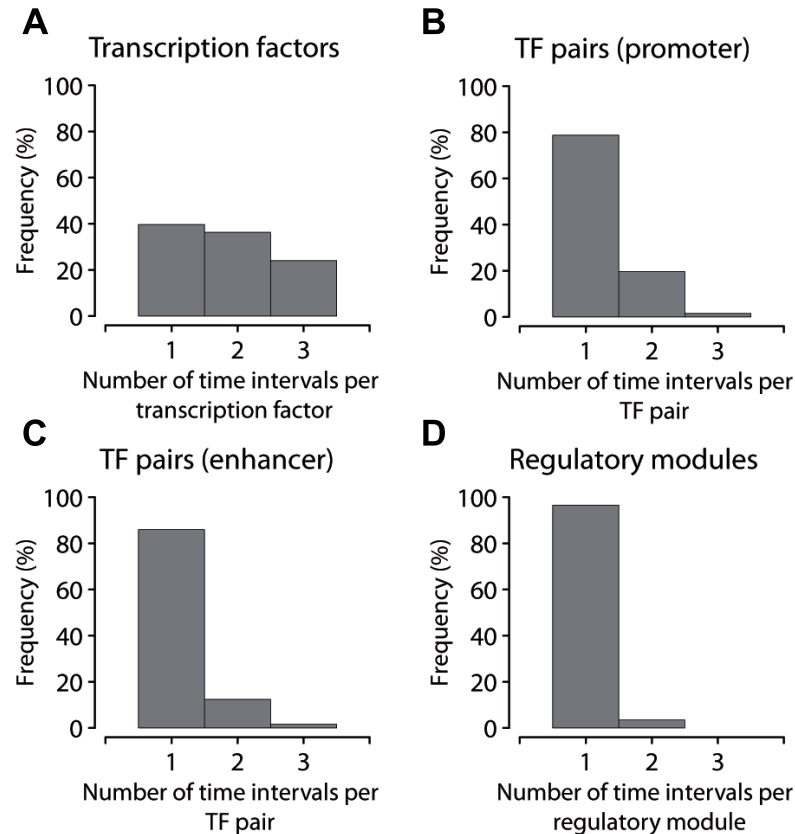 A
Transcription factors
Frequency (%)
100
80
60
40
20
0
1 2 3
Number of time intervals per
transcription factor
B
TF pairs (promoter)
Frequency (%)
100
80
60
40
20
0
1 2 3
Number of time intervals per
TF pair
C
TF pairs (enhancer)
Frequency (%)
100
80
60
40
20
0
1 2 3
Number of time intervals per
TF pair
D
Regulatory modules
Frequency (%)
100
80
60
40
20
0
1 2 3
Number of time intervals per
regulatory module